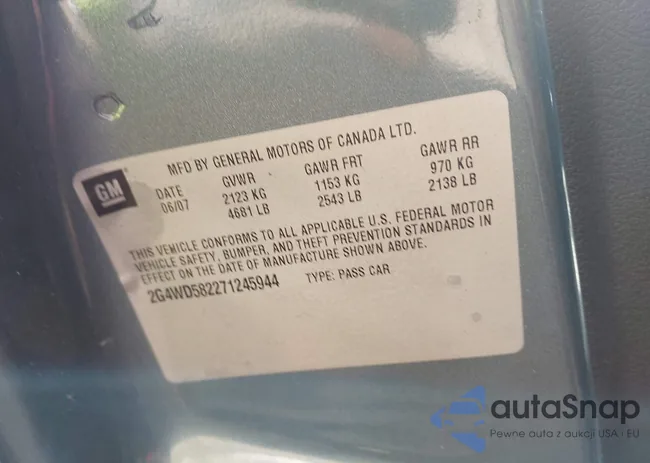 MFD BY GENERAL MOTORS OF CANADA LTD.
GM
DATE GVWR GAWR FRT GAWR RR
06/07 2123 KG 1153 KG 970 KG
4681 LB 2543 LB 2138 LB
THIS VEHICLE CONFORMS TO ALL APPLICABLE U.S. FEDERAL MOTOR
VEHICLE SAFETY, BUMPER, AND THEFT PREVENTION STANDARDS IN
EFFECT ON THE DATE OF MANUFACTURE SHOWN ABOVE.
2G4WD582271245944 TYPE: PASS CAR
autaSnap
Pewne auta z aukcji USA i EU